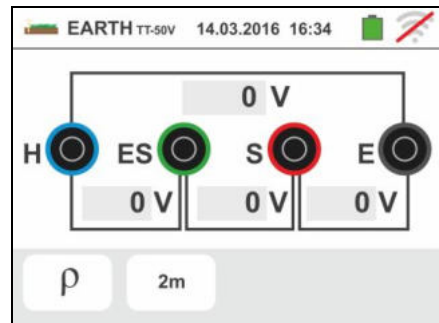 EARTH TT-50V 14.03.2016 16:34
0 V
H ES S E
0 V 0 V 0 V
ρ 2m